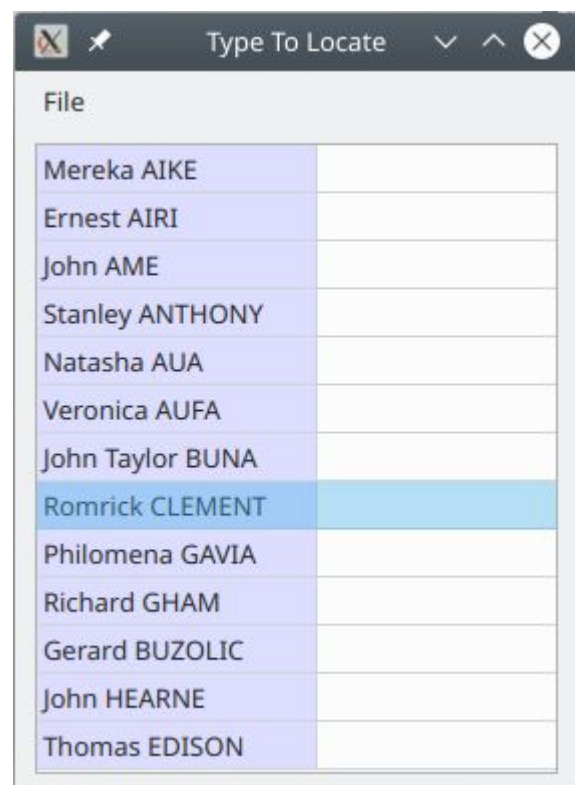 Type To Locate
File
Mereka AIKE
Ernest AIRI
John AME
Stanley ANTHONY
Natasha AUA
Veronica AUFA
John Taylor BUNA
Romrick CLEMENT
Philomena GAVIA
Richard GHAM
Gerard BUZOLIC
John HEARNE
Thomas EDISON